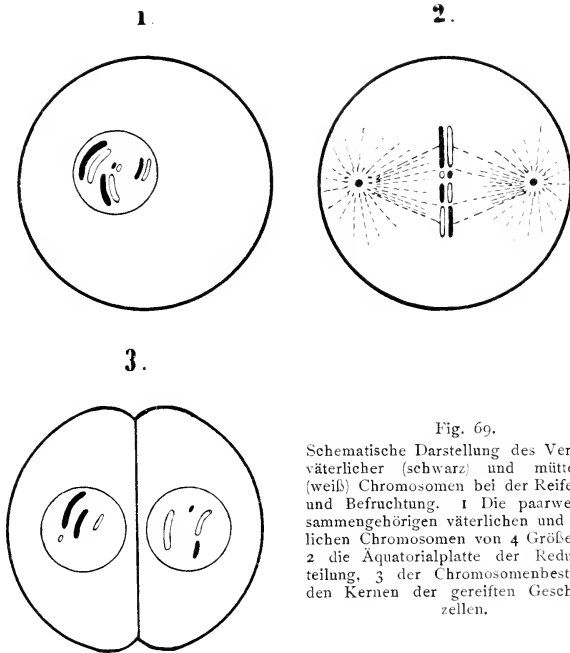 1.
2.
3.
Fig. 69.
Schematische Darstellung des Ver
väterlicher (schwarz) und mütte
(weiß) Chromosomen bei der Reife
und Befruchtung. 1 Die paarwe
sammengehörigen väterlichen und
lichen Chromosomen von 4 Größe
2 die Äquatorialplatte der Redu
teilung, 3 der Chromosomenbest
den Kernen der gereiften Gesch
zellen.